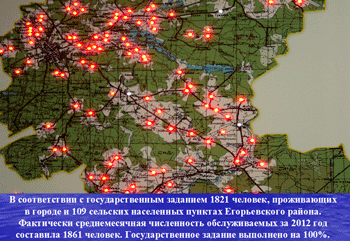 В соответствии с государственным заданием 1821 человек, проживающих
в городе и 109 сельских населенных пунктах Егорьевского района.
Фактически среднемесячная численность обслуживаемых за 2012 год
составила 1861 человек. Государственное задание выполнено на 100%.